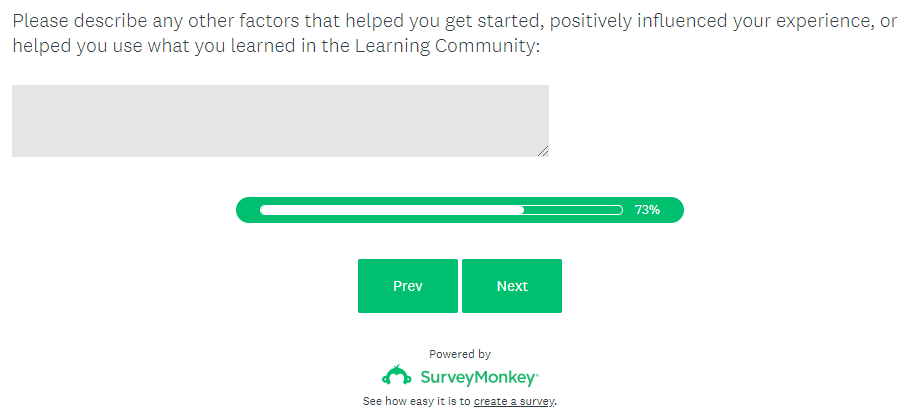 Please describe any other factors that helped you get started, positively influenced your experience, or
helped you use what you learned in the Learning Community:
73%
Prev
Next
Powered by
SurveyMonkey
See how easy it is to create a survey.